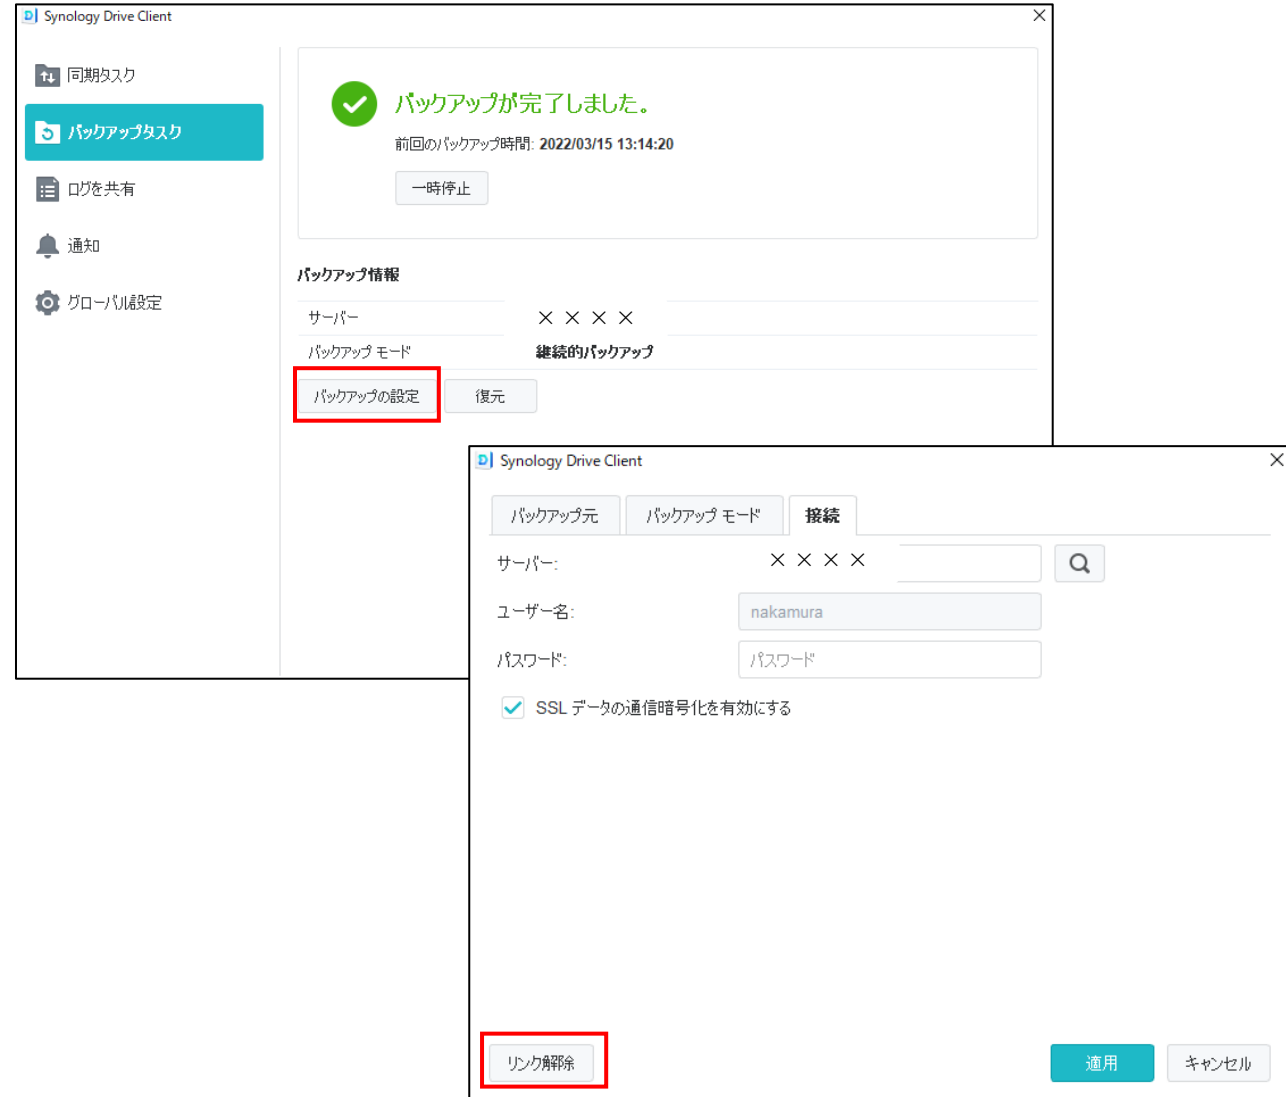 Synology Drive Client
同期タスク
バックアップタスク
ログを共有
通知
グローバル設定
バックアップが完了しました。
前回のバックアップ時間: 2022/03/15 13:14:20
一時停止
バックアップ情報
サーバー ××××
バックアップ モード 継続的バックアップ
バックアップの設定 復元
Synology Drive Client
バックアップ元 バックアップ モード 接続
サーバー: ××××
ユーザー名: nakamura
パスワード: パスワード
SSL データの通信暗号化を有効にする
リンク解除 適用 キャンセル